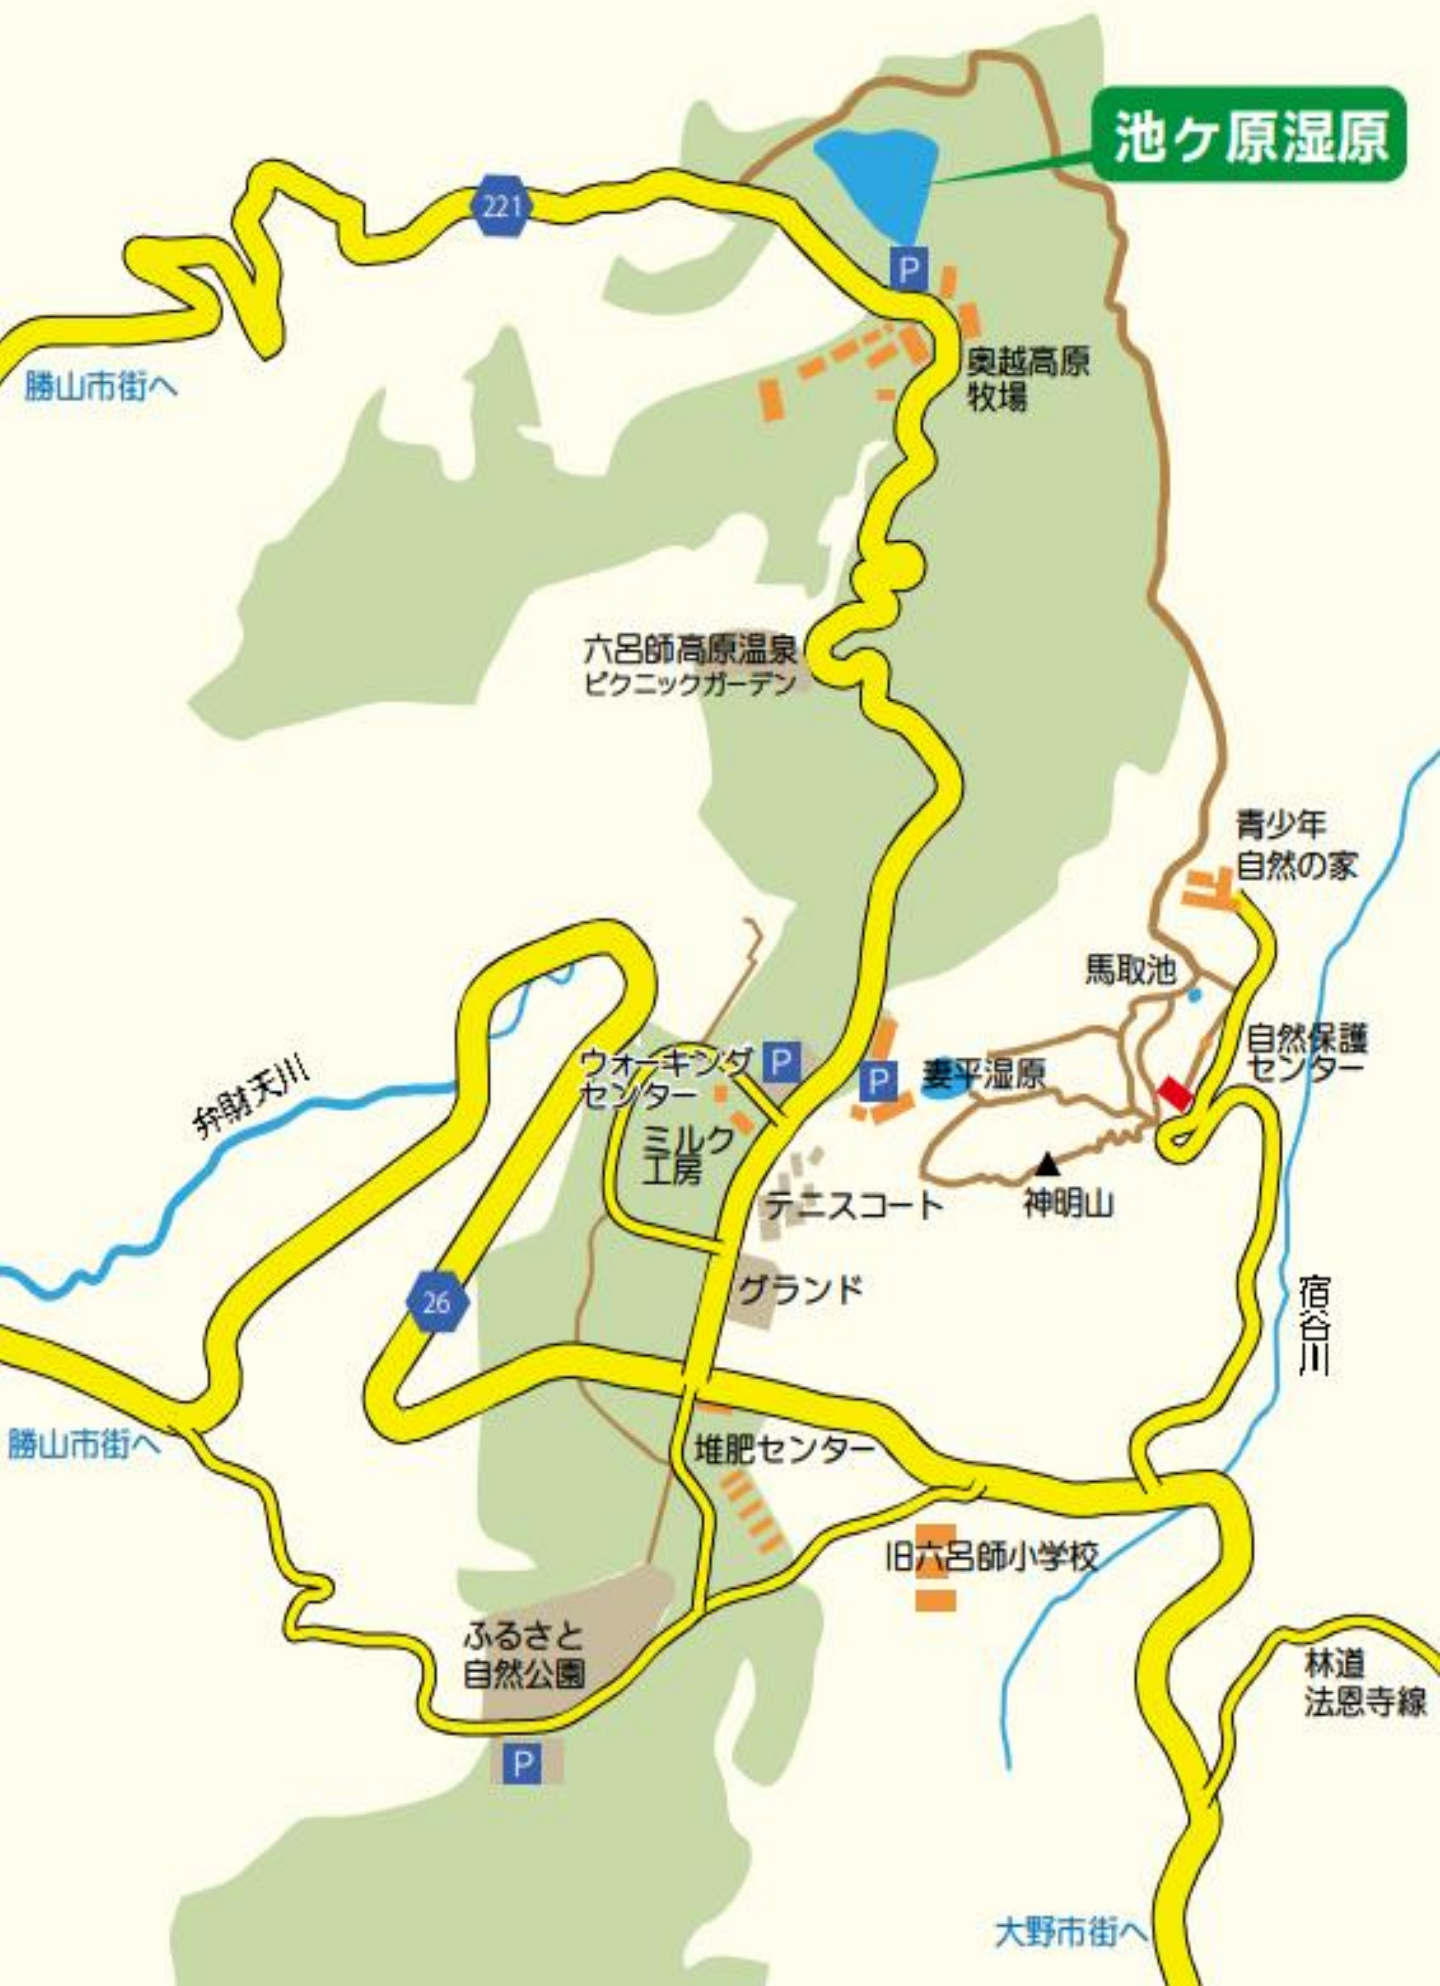 池ケ原湿原
221
P
勝山市街へ
奥越高原
牧場
六呂師高原温泉
ピクニックガーデン
青少年
自然の家
馬取池
自然保護
センター
ウォーキング
センター
P
P
妻平湿原
弁財天川
ミルク
工房
テニスコート
神明山
グランド
26
宿谷川
勝山市街へ
堆肥センター
旧六呂師小学校
ふるさと
自然公園
林道
法恩寺線
P
大野市街へ